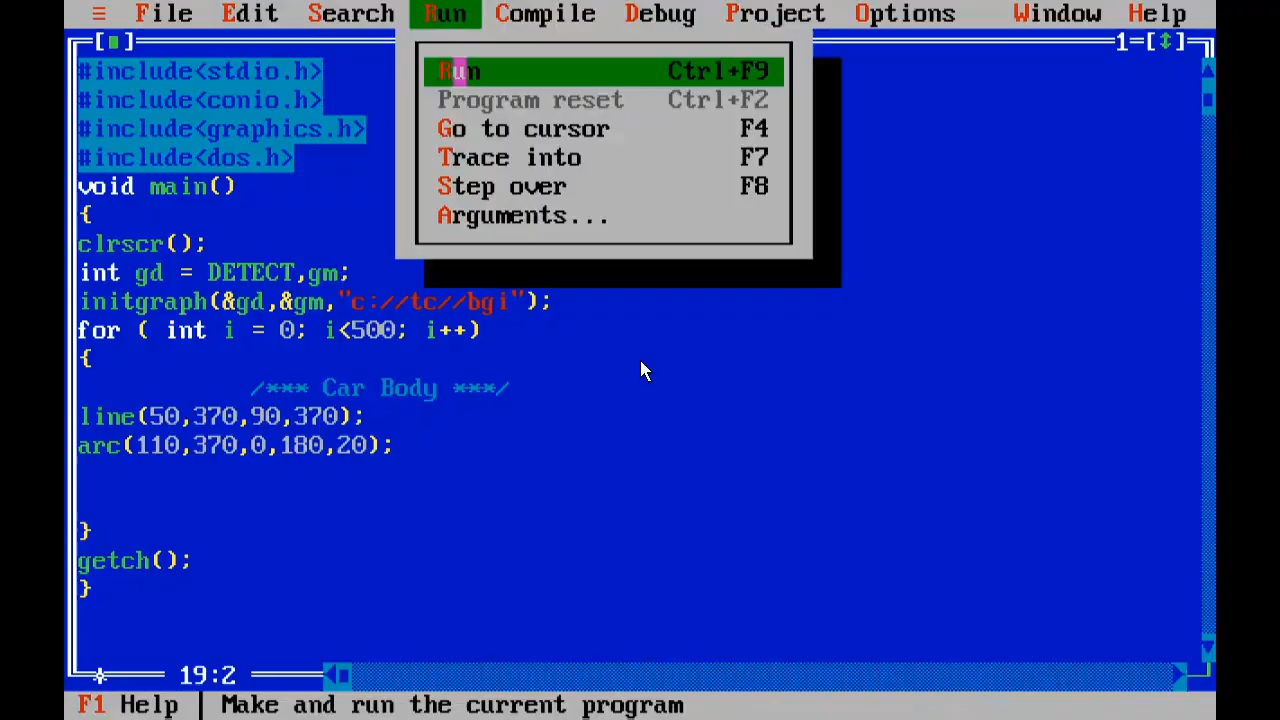 ≡ File Edit Search Run Compile Debug Project Options Window Help
[■] 1=[↕]
Run Ctrl+F9
Program reset Ctrl+F2
Go to cursor F4
Trace into F7
Step over F8
Arguments...
#include<stdio.h>
#include<conio.h>
#include<graphics.h>
#include<dos.h>
void main()
{
clrscr();
int gd = DETECT,gm;
initgraph(&gd,&gm,"c://tc//bgi");
for ( int i = 0; i<500; i++)
{
/*** Car Body ***/
line(50,370,90,370);
arc(110,370,0,180,20);
}
getch();
}
19:2
F1 Help │ Make and run the current program